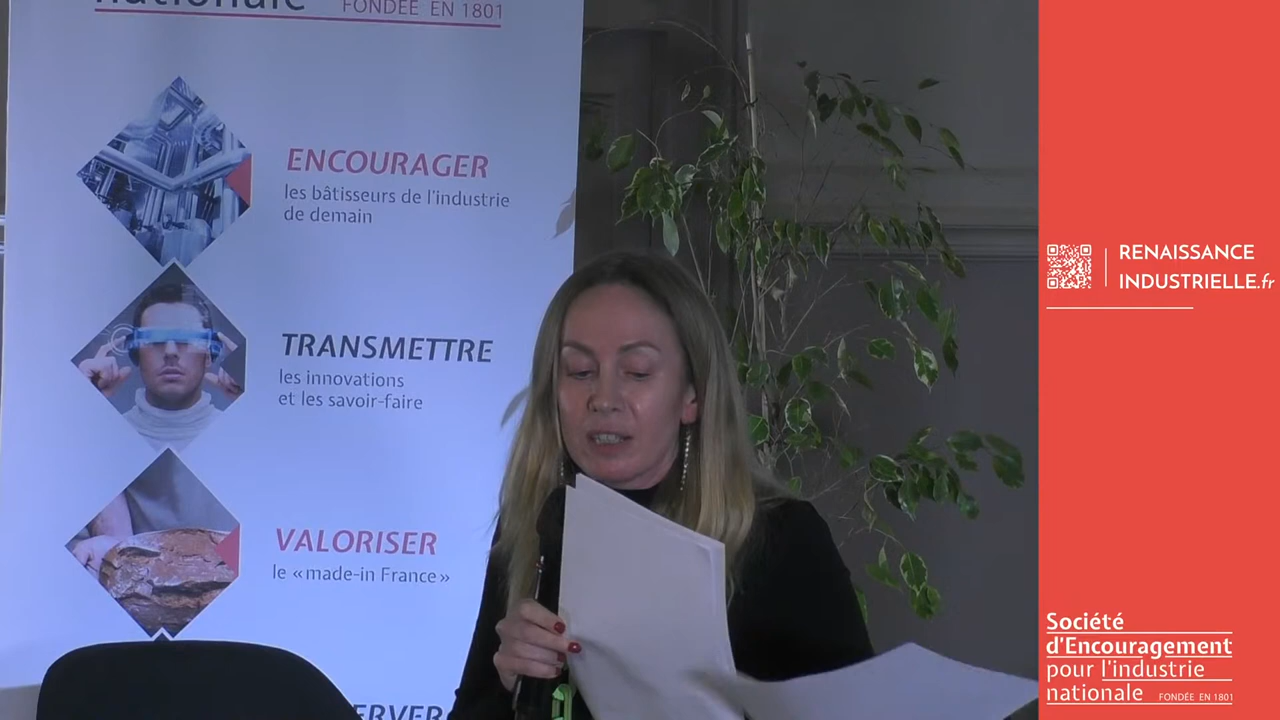 nationale FONDÉE EN 1801
ENCOURAGER
les bâtisseurs de l'industrie
de demain
TRANSMETTRE
les innovations
et les savoir-faire
VALORISER
le «made-in France»
RENAISSANCE
INDUSTRIELLE.fr
Société
d'Encouragement
pour l'industrie
nationale FONDÉE EN 1801